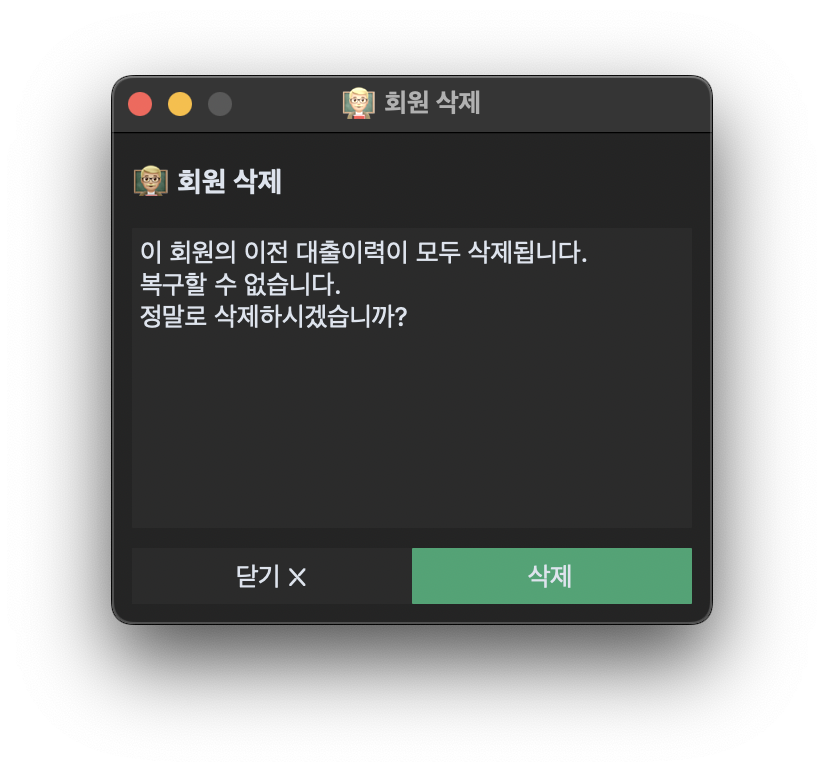 회원 삭제
회원 삭제
이 회원의 이전 대출이력이 모두 삭제됩니다.
복구할 수 없습니다.
정말로 삭제하시겠습니까?
닫기 X
삭제